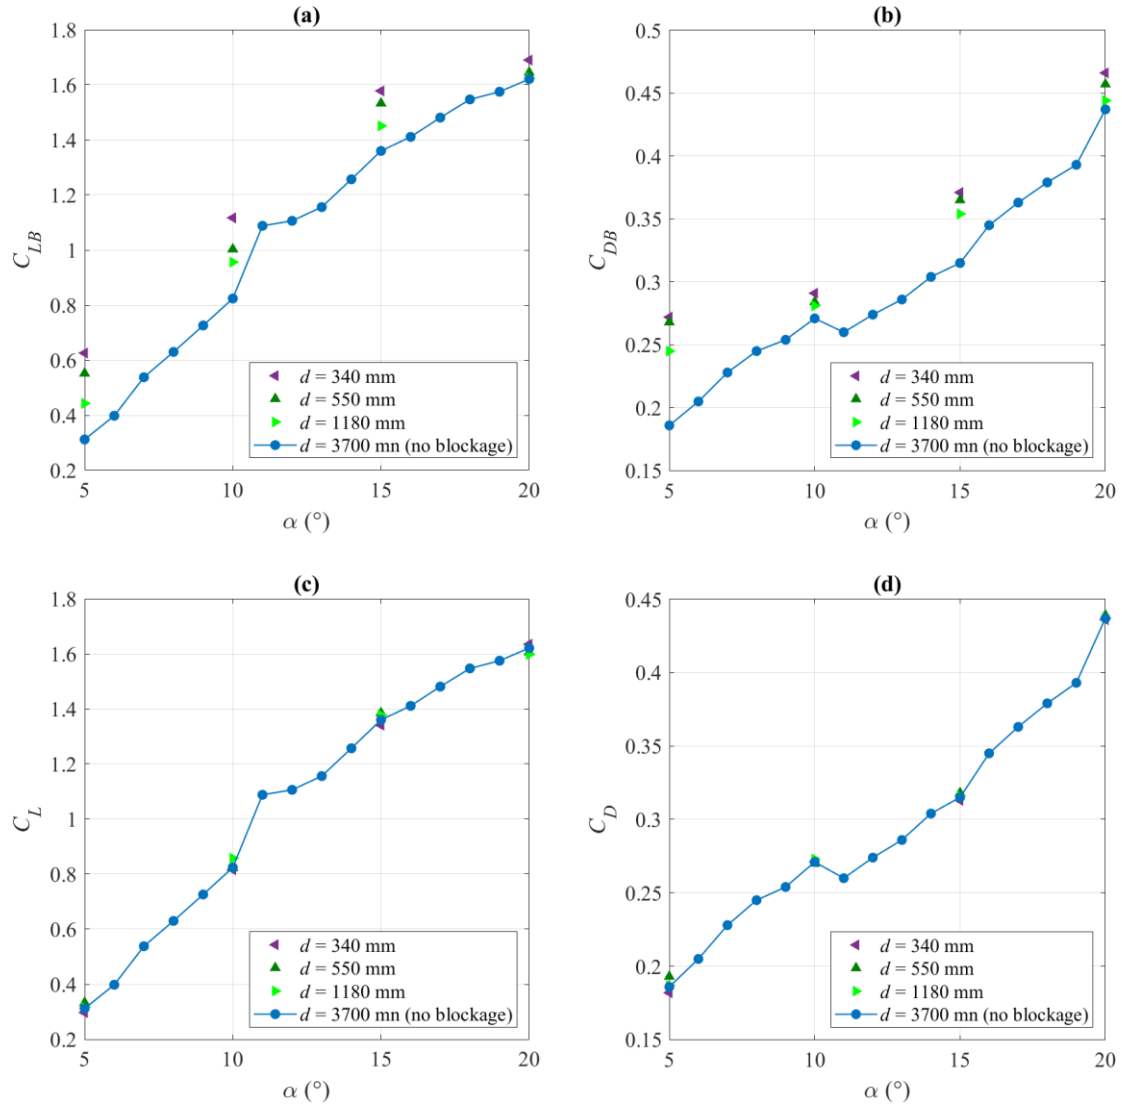 (a)
1.8
1.6
1.4
1.2
1
0.8
0.6
0.4
0.2
C_LB
5
10
15
20
α (°)
d = 340 mm
d = 550 mm
d = 1180 mm
d = 3700 mn (no blockage)
(b)
0.5
0.45
0.4
0.35
0.3
0.25
0.2
0.15
C_DB
5
10
15
20
α (°)
d = 340 mm
d = 550 mm
d = 1180 mm
d = 3700 mn (no blockage)
(c)
1.8
1.6
1.4
1.2
1
0.8
0.6
0.4
0.2
C_L
5
10
15
20
α (°)
d = 340 mm
d = 550 mm
d = 1180 mm
d = 3700 mn (no blockage)
(d)
0.45
0.4
0.35
0.3
0.25
0.2
0.15
C_D
5
10
15
20
α (°)
d = 340 mm
d = 550 mm
d = 1180 mm
d = 3700 mn (no blockage)